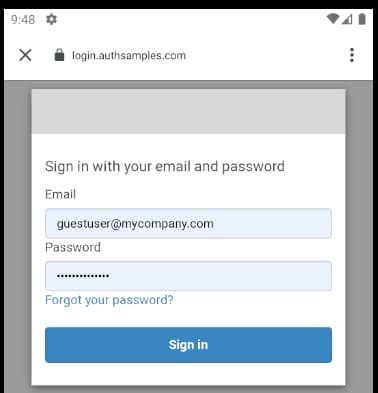 9:48
login.authsamples.com
Sign in with your email and password
Email
guestuser@mycompany.com
Password
••••••••••••••
Forgot your password?
Sign in